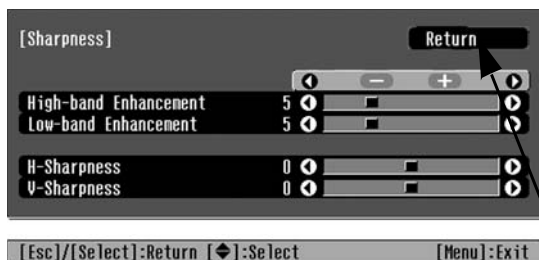 [Sharpness] Return
− +
High-band Enhancement 5
Low-band Enhancement 5
H-Sharpness 0
V-Sharpness 0
[Esc]/[Select]:Return [◆]:Select [Menu]:Exit